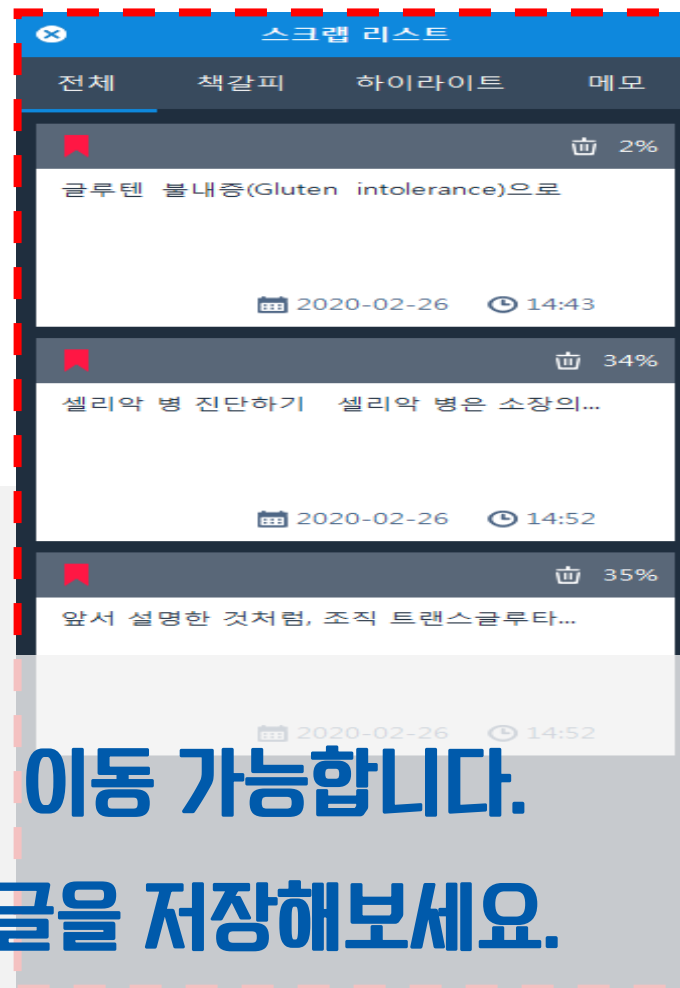 스크랩 리스트
전체 책갈피 하이라이트 메모
2%
글루텐 불내증(Gluten intolerance)으로
2020-02-26 14:43
34%
셀리악 병 진단하기 셀리악 병은 소장의...
2020-02-26 14:52
35%
앞서 설명한 것처럼, 조직 트랜스글루타...
2020-02-26 14:52
이동 가능합니다.
글을 저장해보세요.